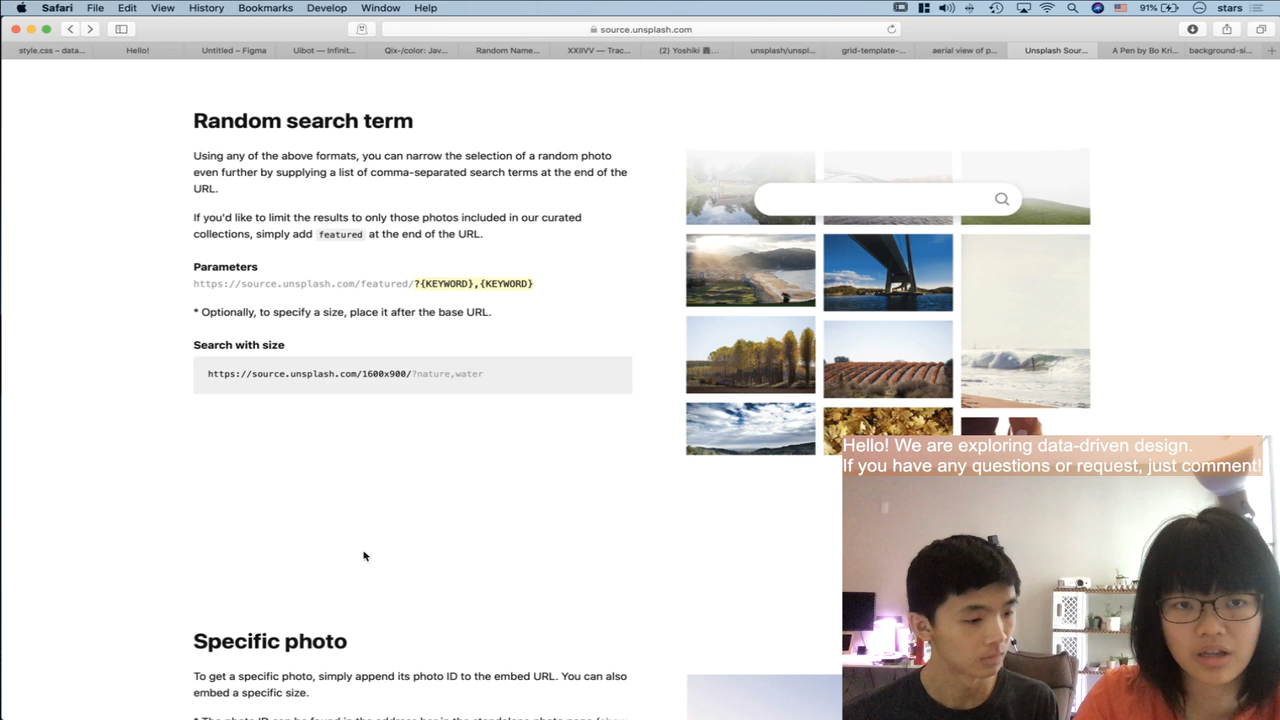 Safari File Edit View History Bookmarks Develop Window Help 91% stars
source.unsplash.com
style.css – data... Hello! Untitled – Figma Uibot — Infinit... Qix-/color: Jav... Random Name... XXIIVV — Trac... unsplash/unspl... grid-template-... aerial view of p... Unsplash Sour... A Pen by Bo Kri... background-si...
Random search term
Using any of the above formats, you can narrow the selection of a random photo
even further by supplying a list of comma-separated search terms at the end of the
URL.
If you'd like to limit the results to only those photos included in our curated
collections, simply add featured at the end of the URL.
Parameters
https://source.unsplash.com/featured/?{KEYWORD},{KEYWORD}
* Optionally, to specify a size, place it after the base URL.
Search with size
https://source.unsplash.com/1600x900/?nature,water
Hello! We are exploring data-driven design.
If you have any questions or request, just comment!
Specific photo
To get a specific photo, simply append its photo ID to the embed URL. You can also
embed a specific size.